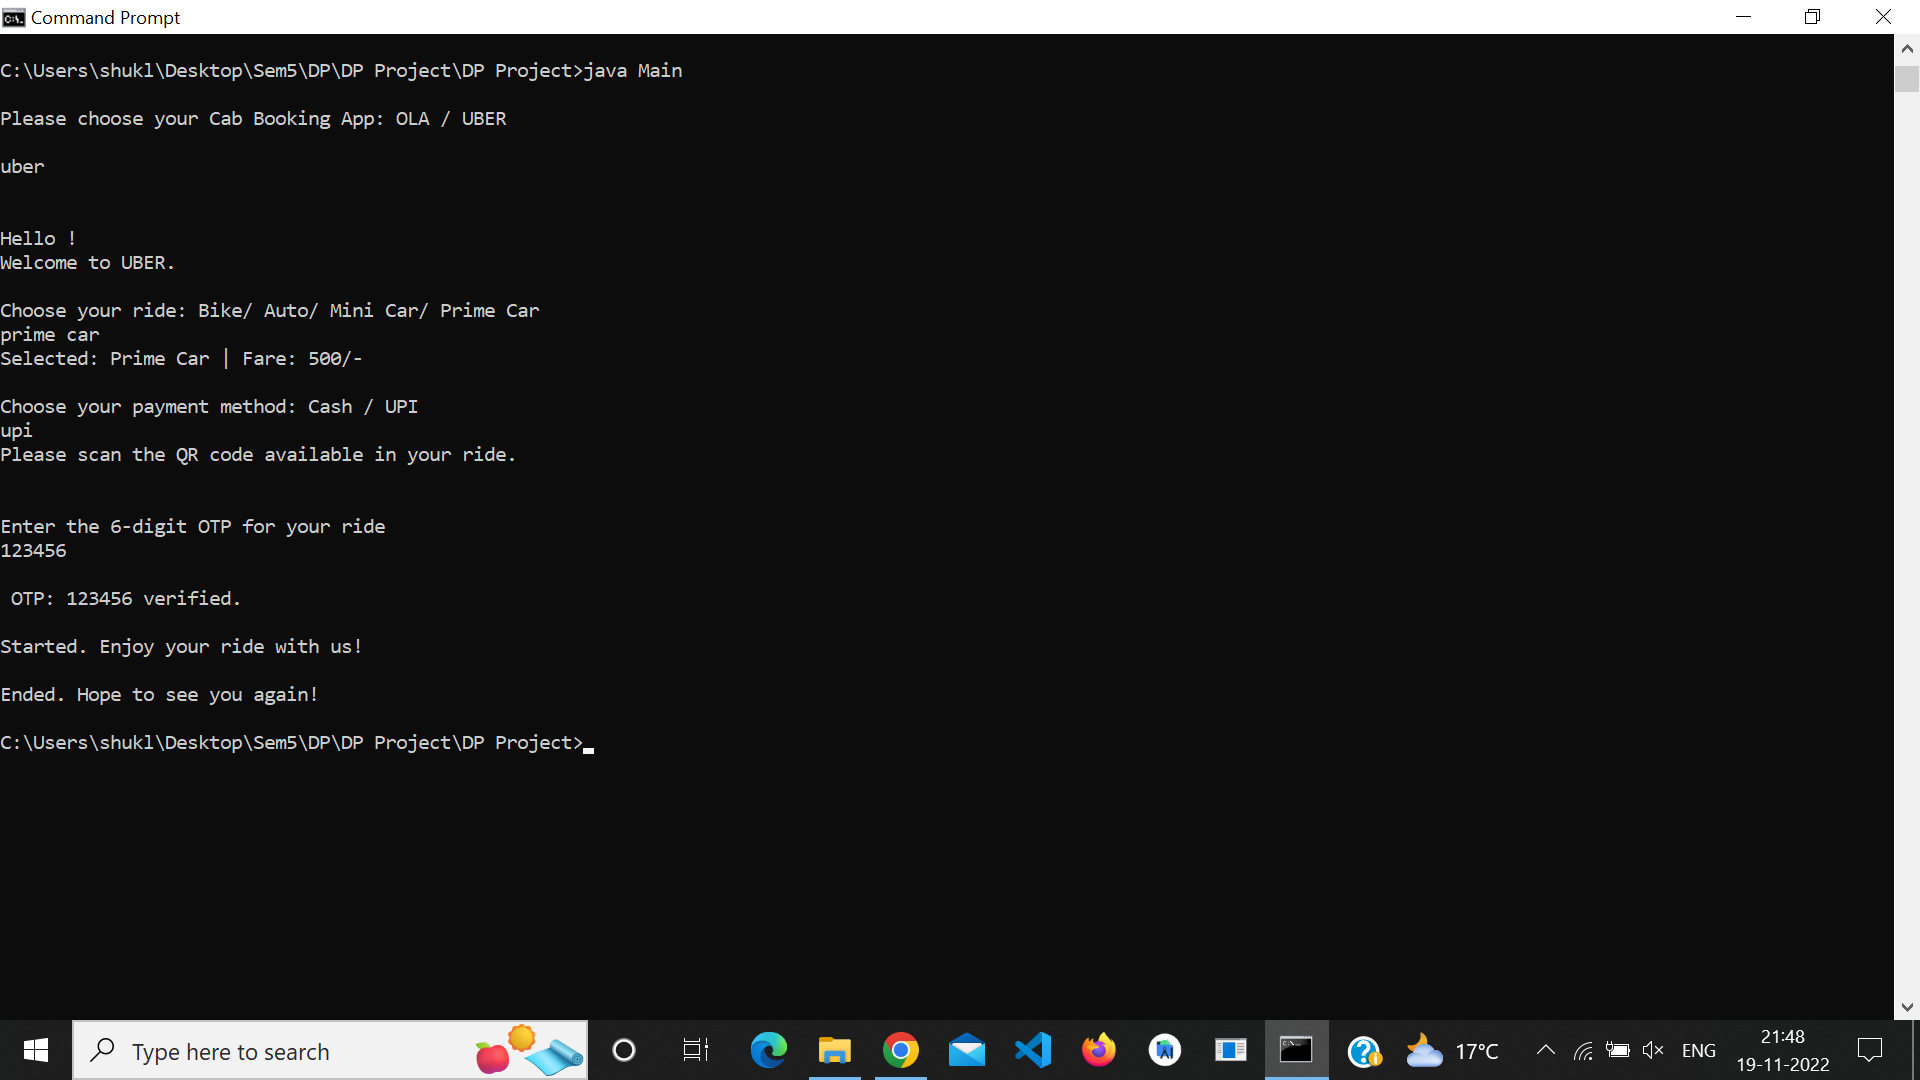 Command Prompt
C:\Users\shukl\Desktop\Sem5\DP\DP Project\DP Project>java Main
Please choose your Cab Booking App: OLA / UBER
uber
Hello !
Welcome to UBER.
Choose your ride: Bike/ Auto/ Mini Car/ Prime Car
prime car
Selected: Prime Car | Fare: 500/-
Choose your payment method: Cash / UPI
upi
Please scan the QR code available in your ride.
Enter the 6-digit OTP for your ride
123456
OTP: 123456 verified.
Started. Enjoy your ride with us!
Ended. Hope to see you again!
C:\Users\shukl\Desktop\Sem5\DP\DP Project\DP Project>
Type here to search
17°C
ENG
21:48
19-11-2022